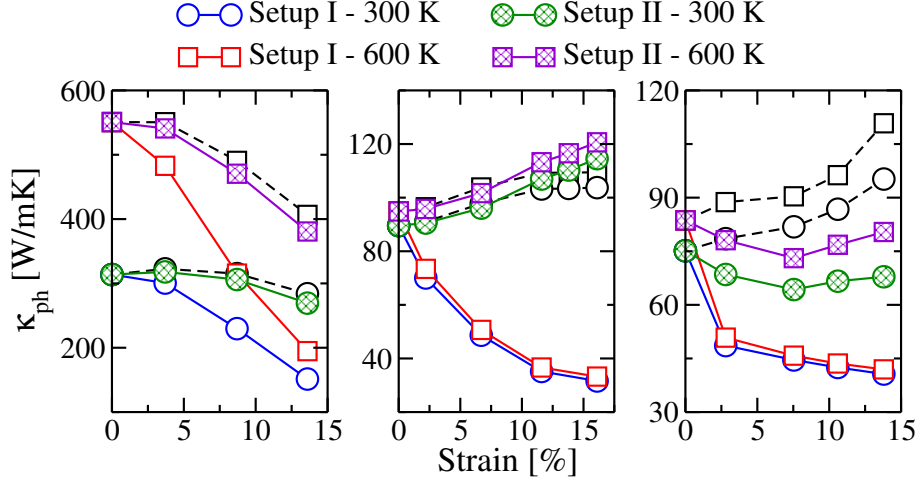 Setup I - 300 K Setup II - 300 K
Setup I - 600 K Setup II - 600 K
600 120
120
400 80 90
200 40 60
30
κph [W/mK]
0 5 10 15 0 5 10 15 0 5 10 15
Strain [%]